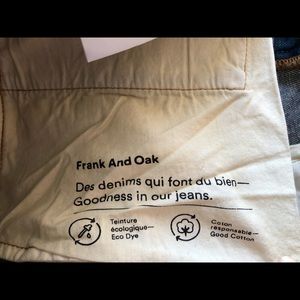 Frank And Oak
Des denims qui font du bien—
Goodness in our jeans.
Teinture
écologique—
Eco Dye
Coton
responsable—
Good Cotton